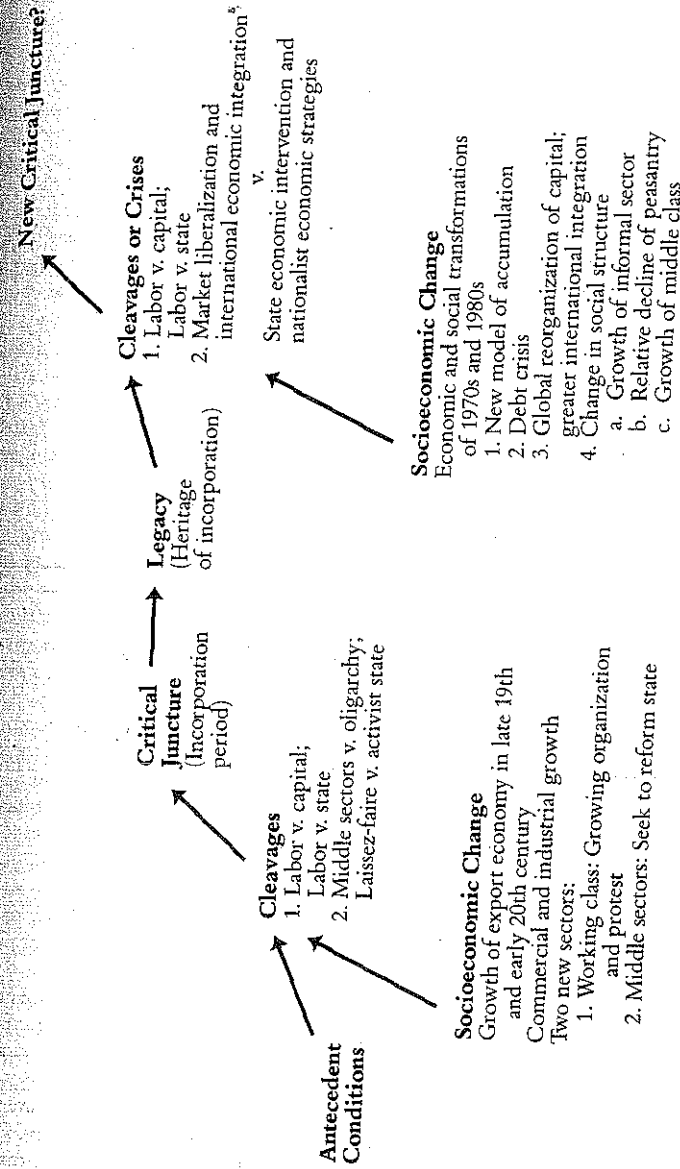 Antecedent
Conditions
Socioeconomic Change
Growth of export economy in late 19th
and early 20th century
Commercial and industrial growth
Two new sectors:
1. Working class: Growing organization
and protest
2. Middle sectors: Seek to reform state
Cleavages
1. Labor v. capital;
Labor v. state
2. Middle sectors v. oligarchy;
Laissez-faire v. activist state
Critical
Juncture
(Incorporation
period)
Legacy
(Heritage
of incorporation)
Socioeconomic Change
Economic and social transformations
of 1970s and 1980s
1. New model of accumulation
2. Debt crisis
3. Global reorganization of capital;
greater international integration
4. Change in social structure
a. Growth of informal sector
b. Relative decline of peasantry
c. Growth of middle class
Cleavages or Crises
1. Labor v. capital;
Labor v. state
2. Market liberalization and
international economic integration
v.
State economic intervention and
nationalist economic strategies
New Critical Juncture?